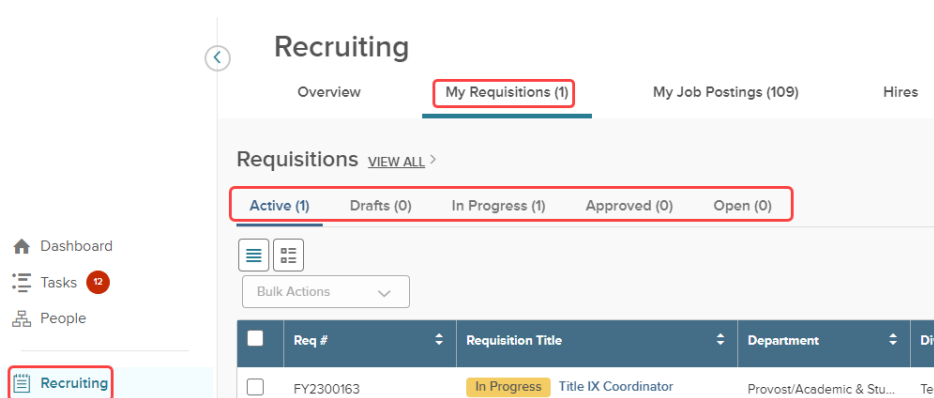 Recruiting
Overview My Requisitions (1) My Job Postings (109) Hires
Requisitions VIEW ALL >
Active (1) Drafts (0) In Progress (1) Approved (0) Open (0)
Dashboard
Tasks 12
People
Recruiting
Bulk Actions
Req # Requisition Title Department Di
FY2300163 In Progress Title IX Coordinator Provost/Academic & Stu... Te